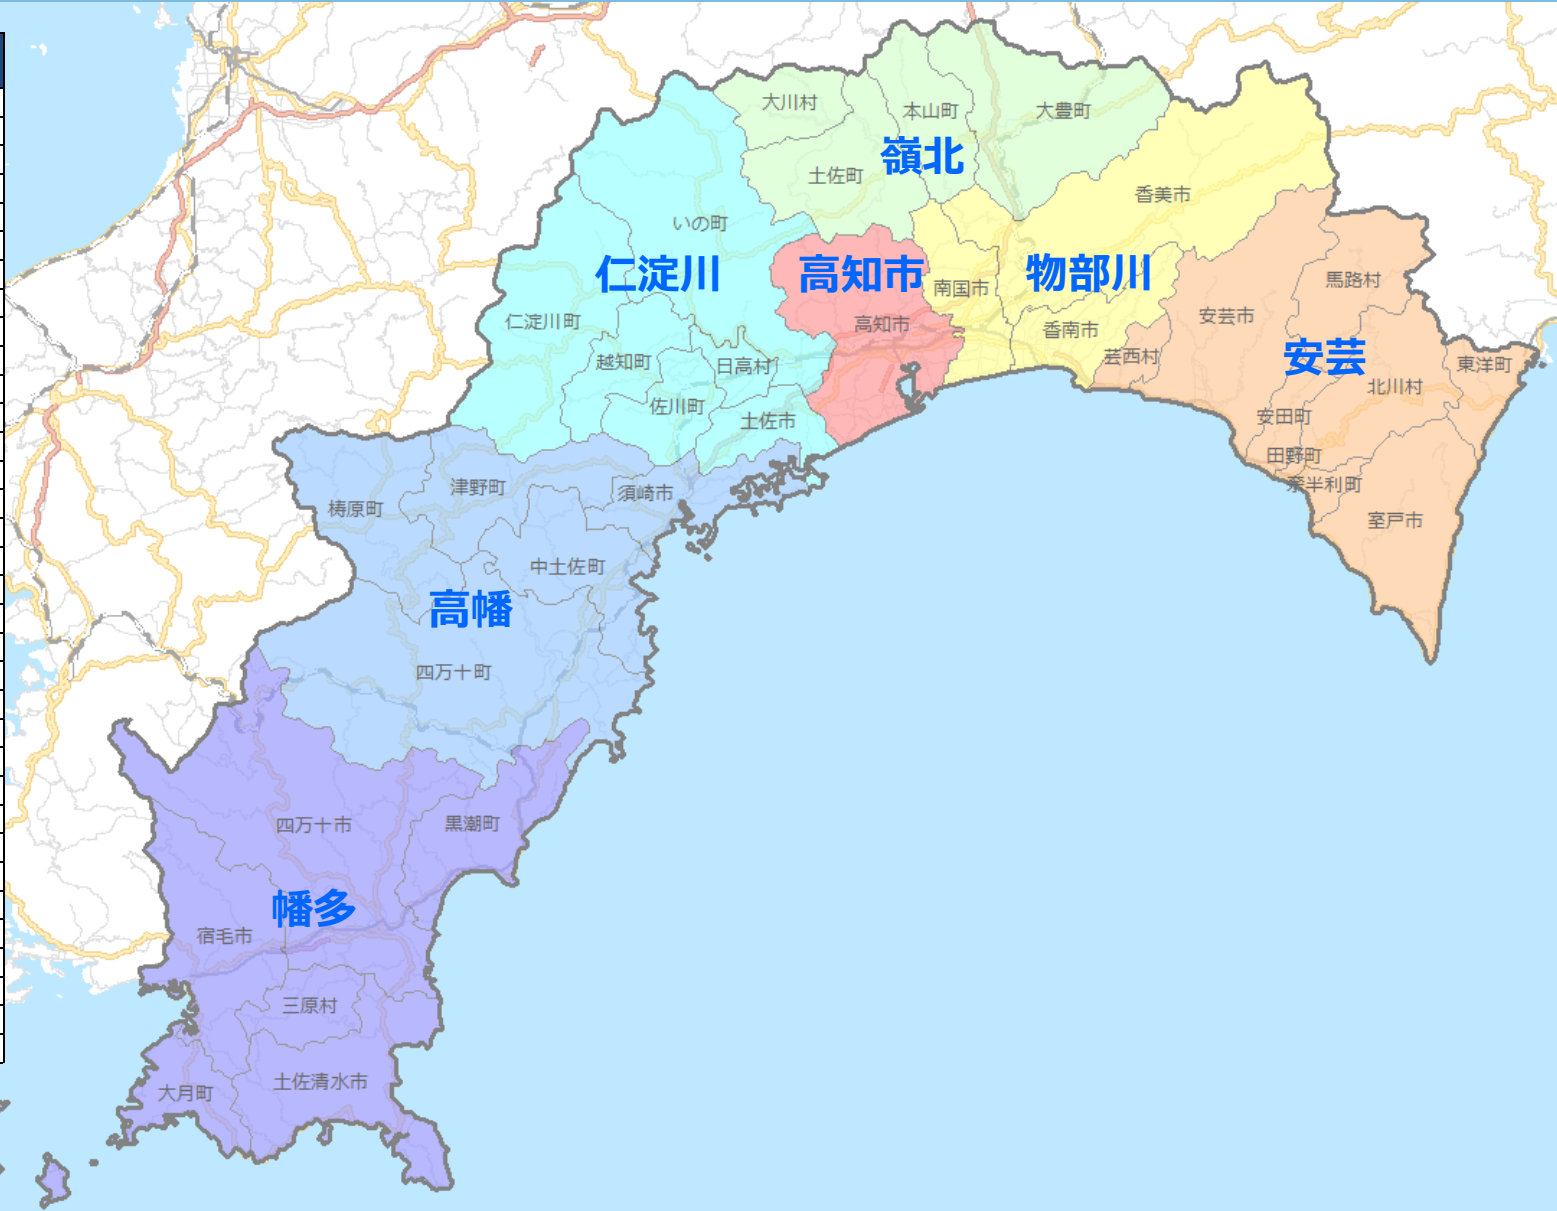 大川村
本山町
大豊町
嶺北
土佐町
香美市
いの町
仁淀川
高知市
物部川
馬路村
南国市
安芸市
仁淀川町
高知市
香南市
越知町
日高村
芸西村
安芸
東洋町
北川村
佐川町
土佐市
安田町
田野町
津野町
須崎市
奈半利町
梼原町
室戸市
中土佐町
高幡
四万十町
四万十市
黒潮町
幡多
宿毛市
三原村
土佐清水市
大月町